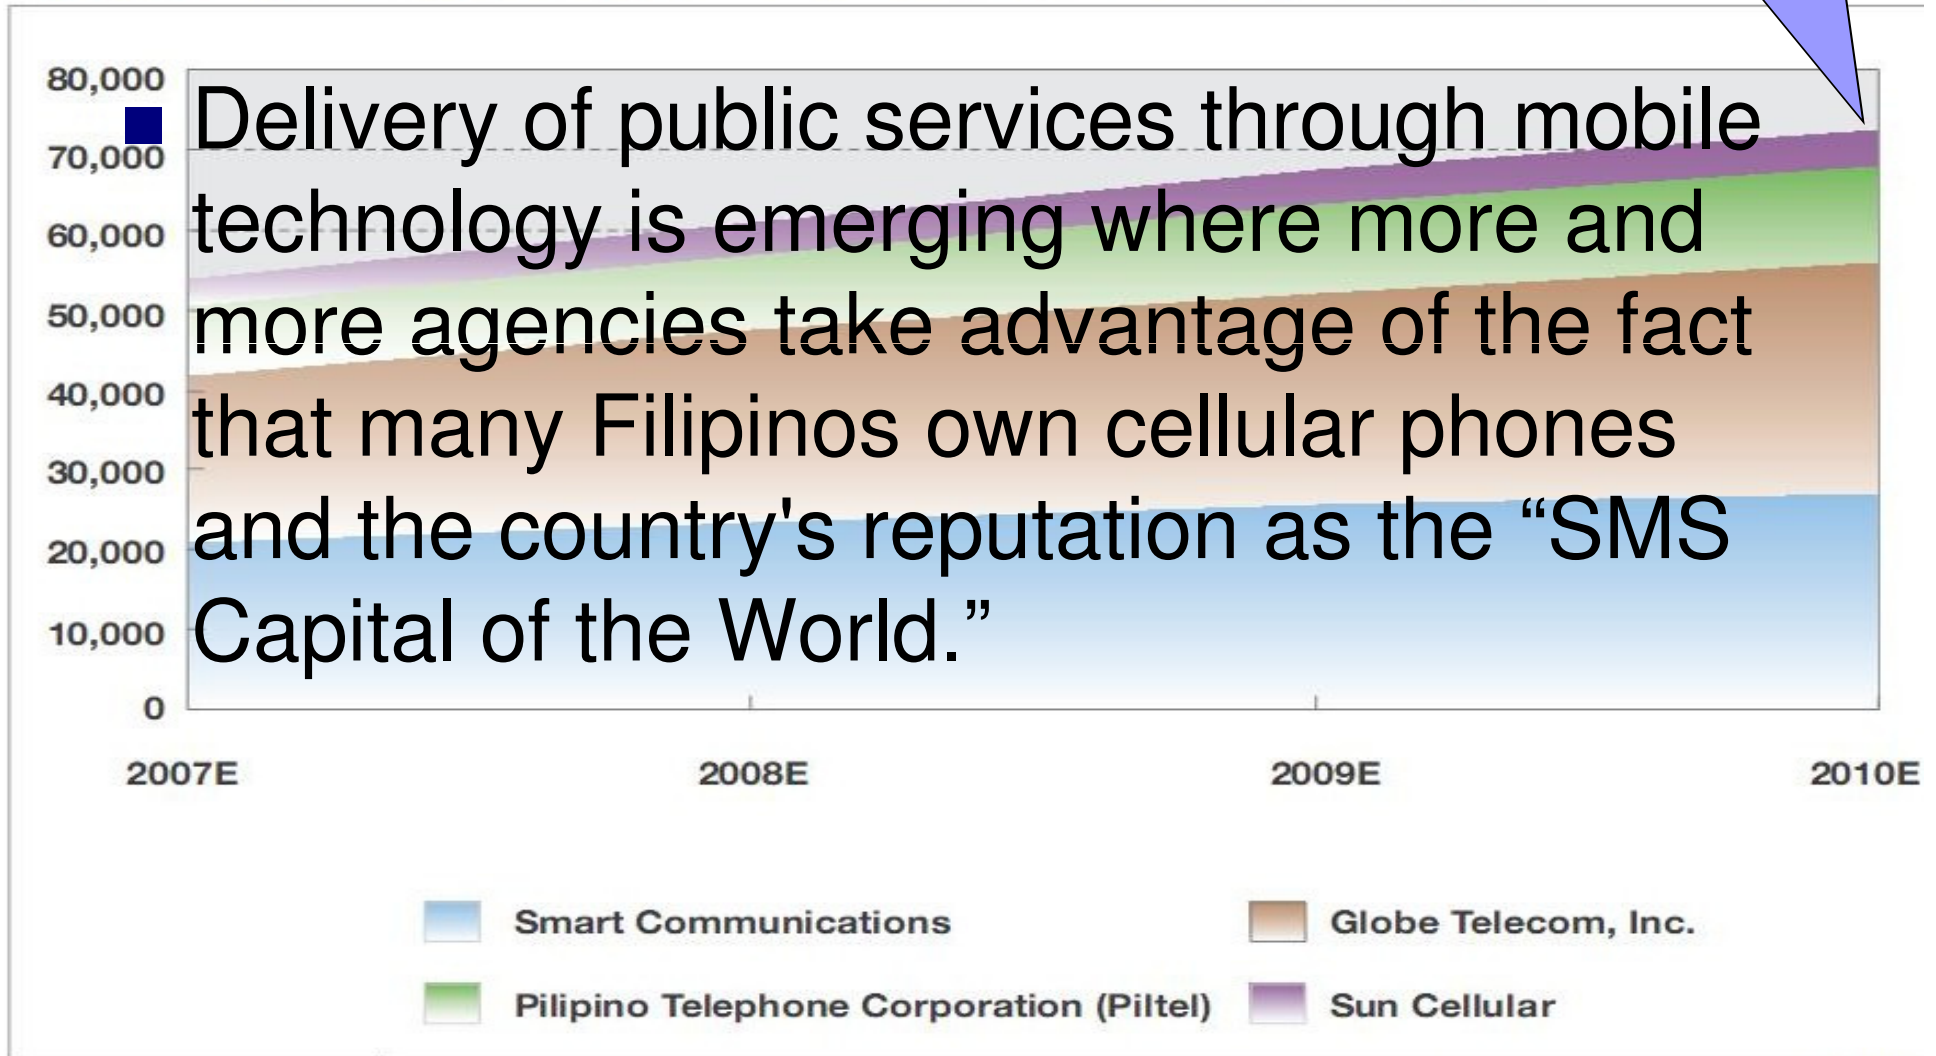 80,000
70,000
60,000
50,000
40,000
30,000
20,000
10,000
0
Delivery of public services through mobile
technology is emerging where more and
more agencies take advantage of the fact
that many Filipinos own cellular phones
and the country's reputation as the “SMS
Capital of the World.”
2007E 2008E 2009E 2010E
Smart Communications Globe Telecom, Inc.
Pilipino Telephone Corporation (Piltel) Sun Cellular